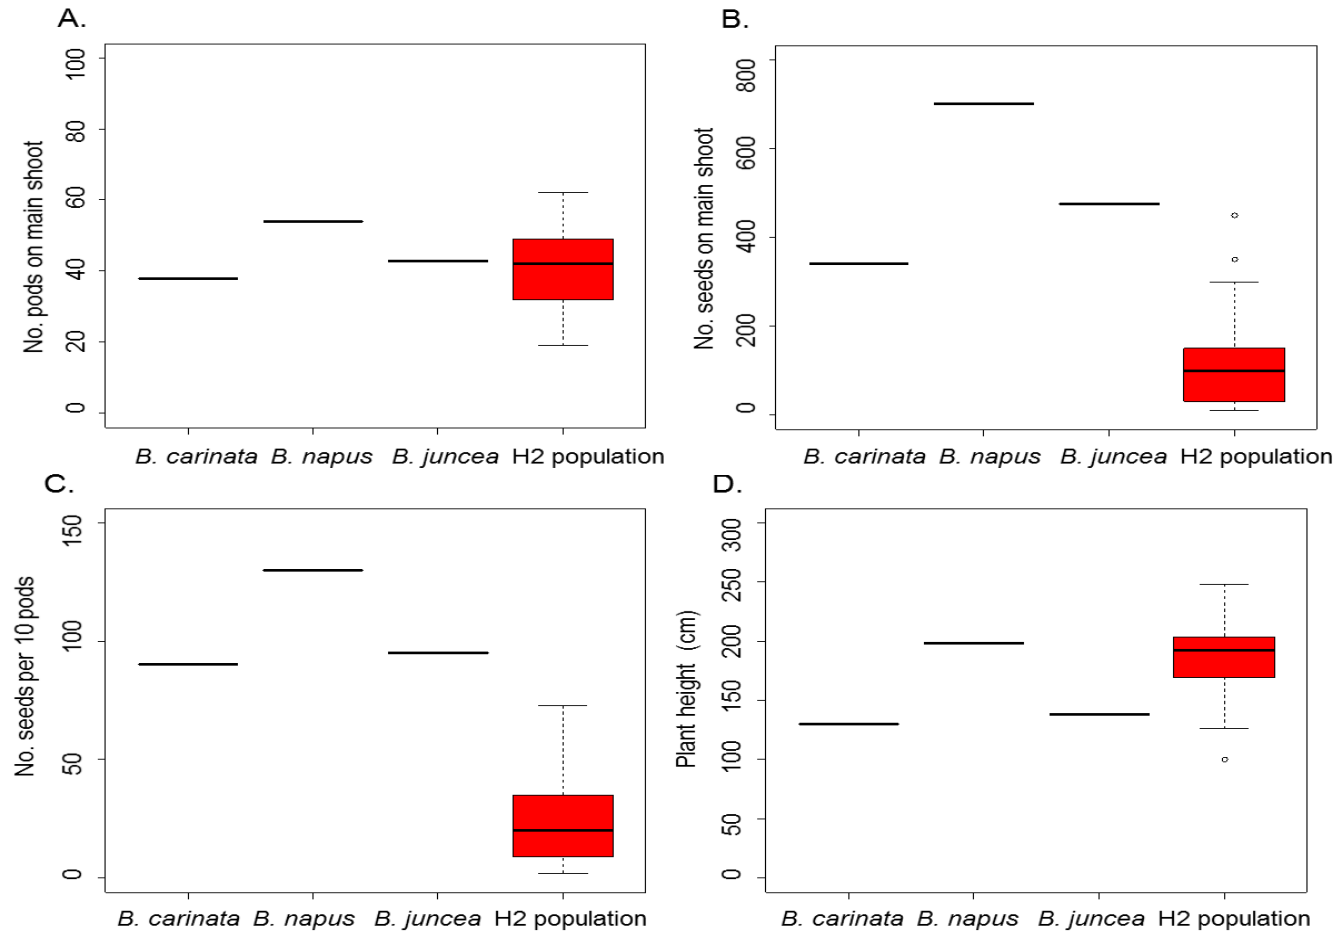 A.
No. pods on main shoot
100
80
60
40
20
0
B. carinata B. napus B. juncea H2 population
B.
No. seeds on main shoot
800
600
400
200
0
B. carinata B. napus B. juncea H2 population
C.
No. seeds per 10 pods
150
100
50
0
B. carinata B. napus B. juncea H2 population
D.
Plant height (cm)
300
250
200
150
100
50
0
B. carinata B. napus B. juncea H2 population